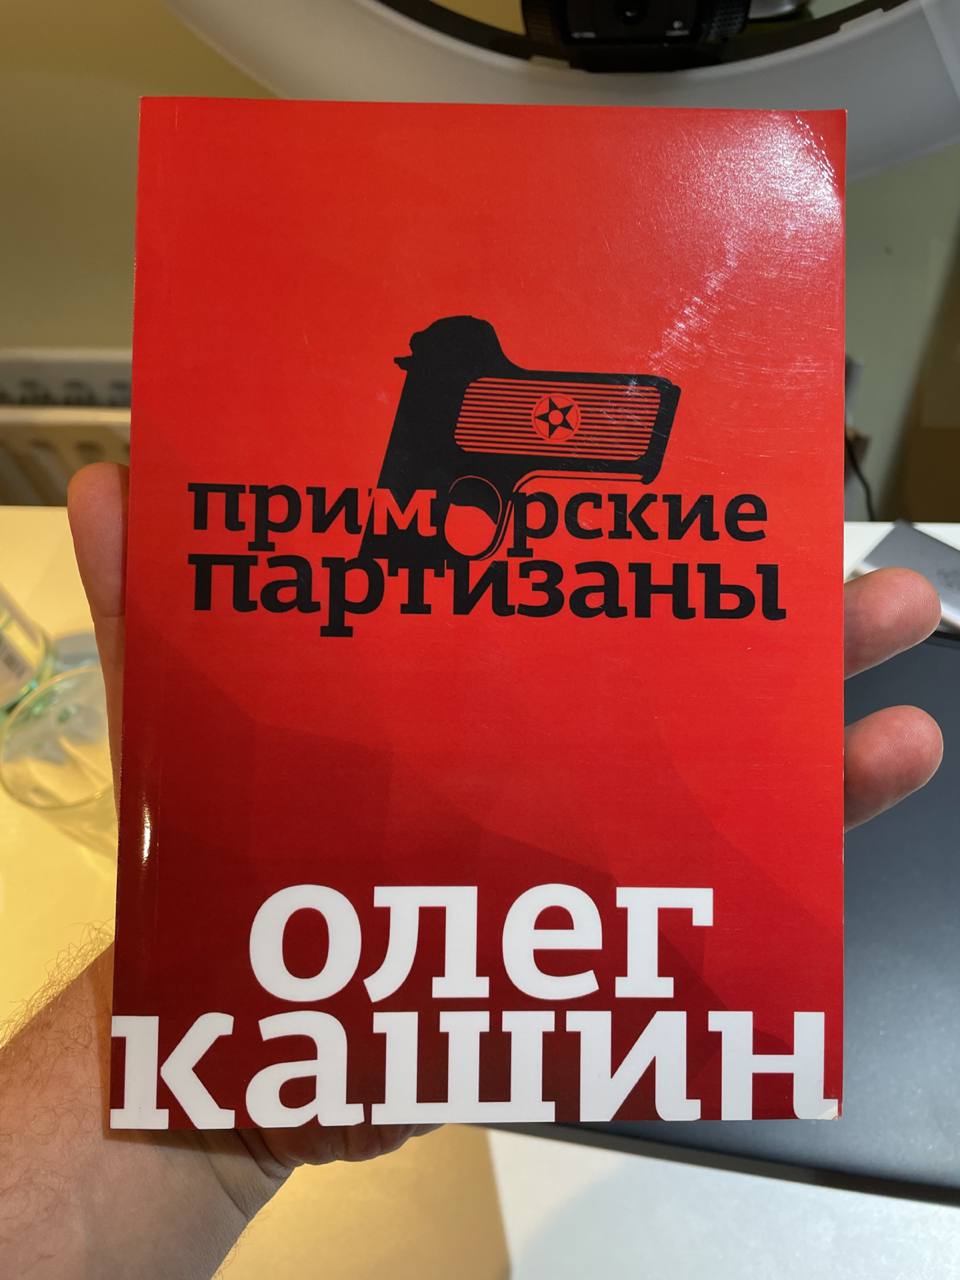 приморские
партизаны
олег
кашин